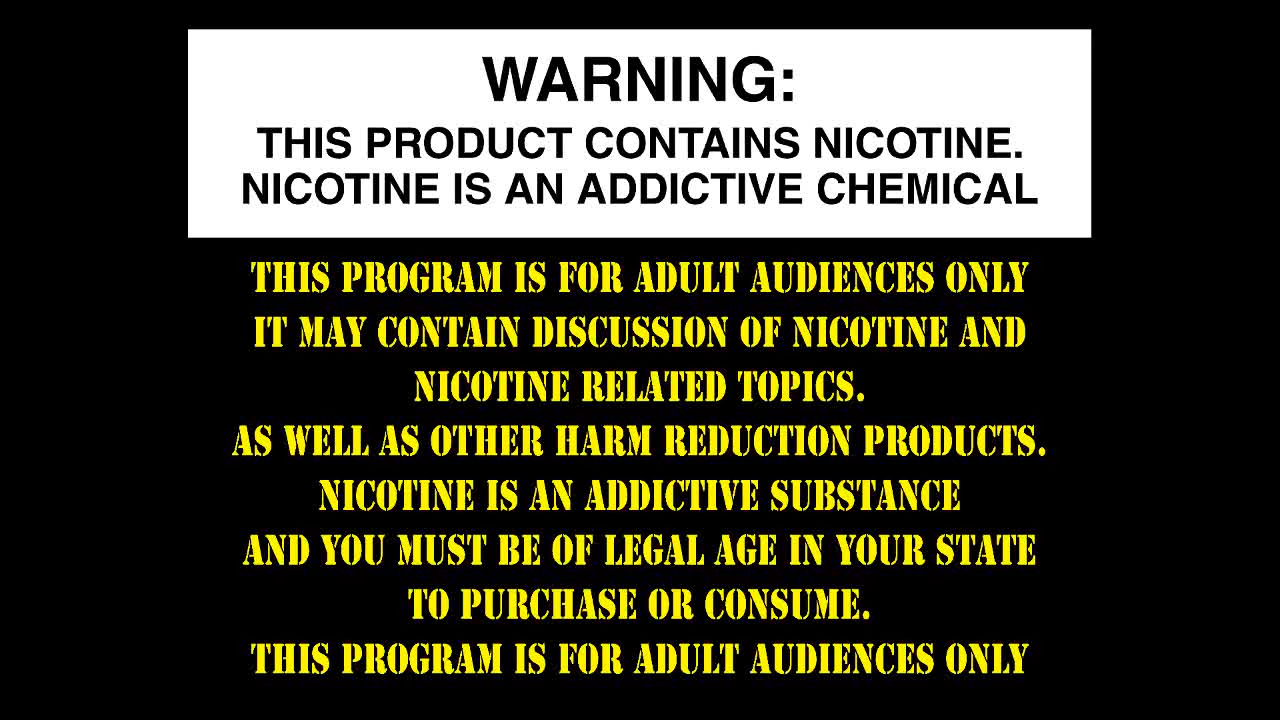 WARNING:
THIS PRODUCT CONTAINS NICOTINE.
NICOTINE IS AN ADDICTIVE CHEMICAL
THIS PROGRAM IS FOR ADULT AUDIENCES ONLY
IT MAY CONTAIN DISCUSSION OF NICOTINE AND
NICOTINE RELATED TOPICS.
AS WELL AS OTHER HARM REDUCTION PRODUCTS.
NICOTINE IS AN ADDICTIVE SUBSTANCE
AND YOU MUST BE OF LEGAL AGE IN YOUR STATE
TO PURCHASE OR CONSUME.
THIS PROGRAM IS FOR ADULT AUDIENCES ONLY